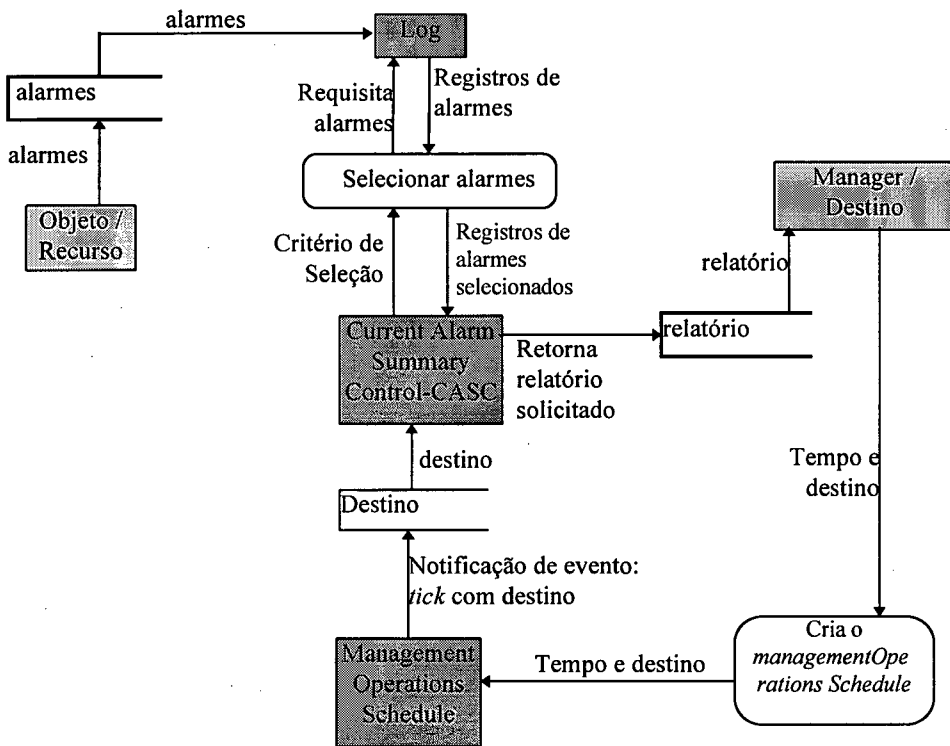 alarmes
Log
alarmes
Requisita
alarmes
Registros de
alarmes
alarmes
Objeto /
Recurso
Selecionar alarmes
Manager /
Destino
Critério de
Seleção
Registros de
alarmes
selecionados
relatório
Current Alarm
Summary
Control-CASC
relatório
Retorna
relatório
solicitado
destino
Tempo e
destino
Destino
Notificação de evento:
tick com destino
Cria o
managementOpe
rations Schedule
Management
Operations
Schedule
Tempo e destino